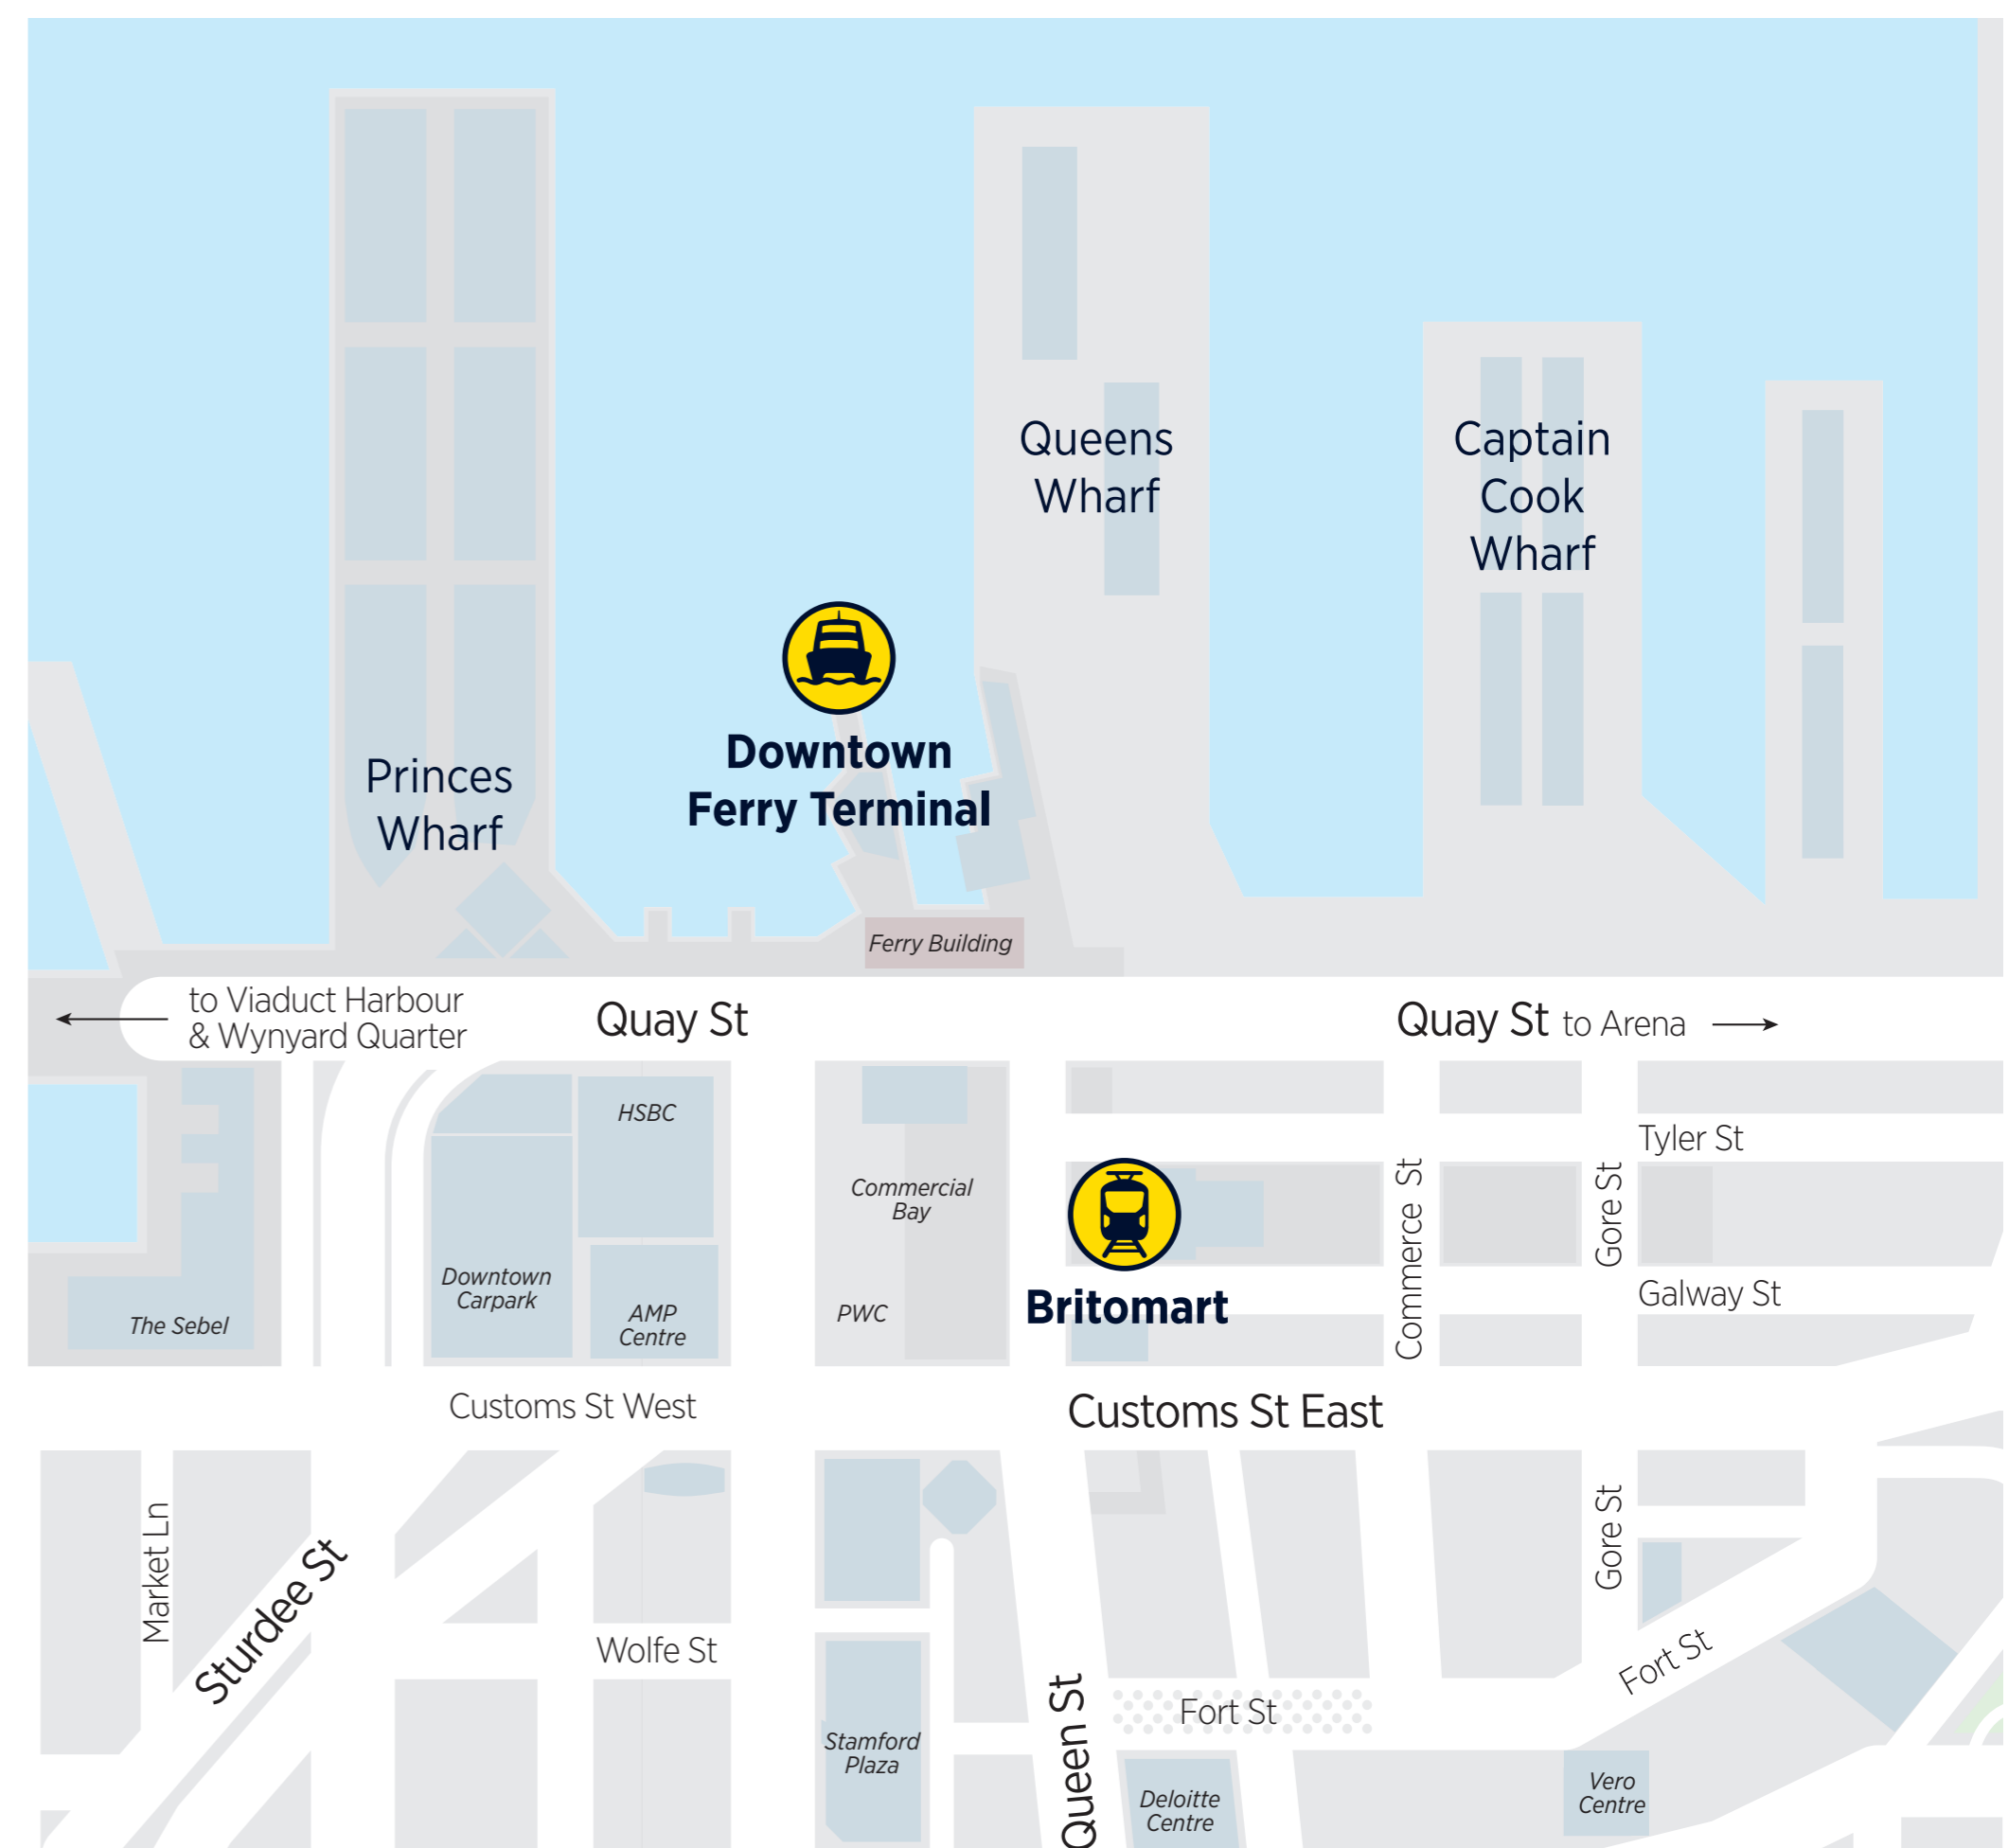 Queens
Wharf
Captain
Cook
Wharf
Princes
Wharf
Downtown
Ferry Terminal
Ferry Building
to Viaduct Harbour
& Wynyard Quarter
Quay St
Quay St to Arena
HSBC
Tyler St
Commercial
Bay
Commerce St
Gore St
Downtown
Carpark
AMP
Centre
PWC
Britomart
Galway St
The Sebel
Customs St West
Customs St East
Market Ln
Sturdee St
Gore St
Wolfe St
Fort St
Queen St
Fort St
Stamford
Plaza
Deloitte
Centre
Vero
Centre